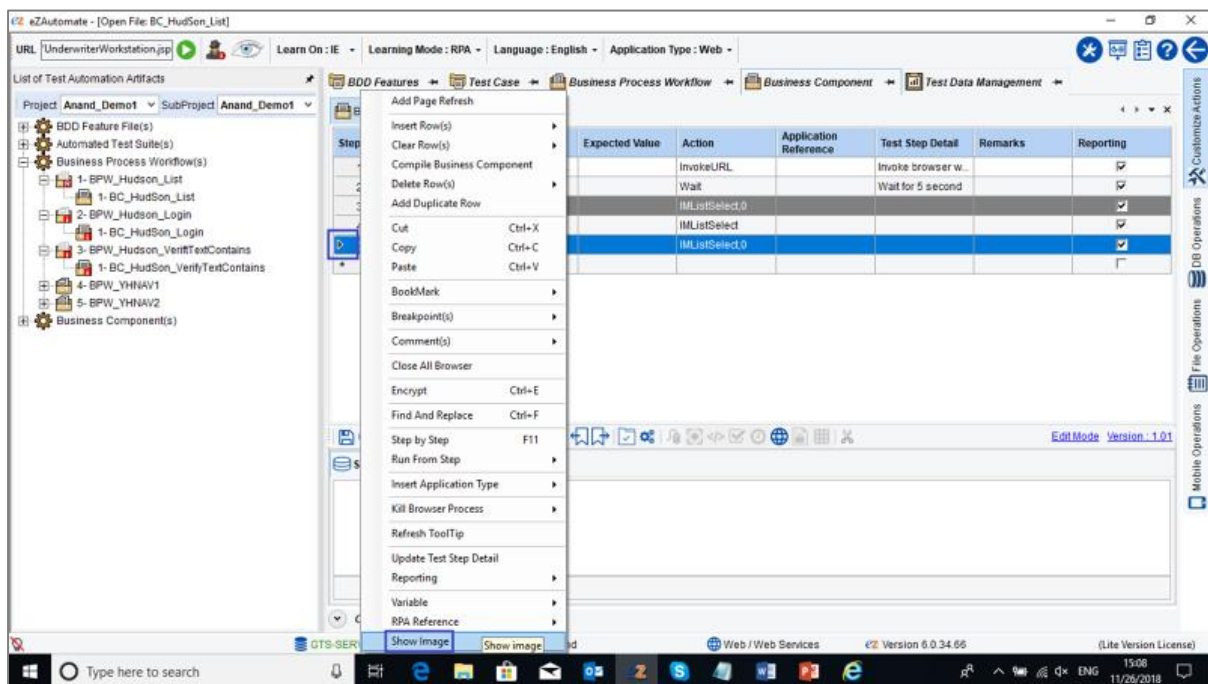 eZ eZAutomate - [Open File: BC_HudSon_List]
URL 'UnderwriterWorkstation.jsp Learn On : IE Learning Mode : RPA Language : English Application Type : Web
List of Test Automation Artifacts
BDD Features Test Case Business Process Workflow Business Component Test Data Management
Project Anand_Demo1 SubProject Anand_Demo1
BDD Feature File(s)
Automated Test Suite(s)
Business Process Workflow(s)
1- BPW_Hudson_List
1- BC_HudSon_List
2- BPW_Hudson_Login
1- BC_HudSon_Login
3- BPW_Hudson_VerifiTextContains
1- BC_HudSon_VerifyTextContains
4- BPW_YHNAV1
5- BPW_YHNAV2
Business Component(s)
Step Expected Value Action Application Reference Test Step Detail Remarks Reporting
InvokeURL Invoke browser w...
Wait Wait for 5 second
IMListSelect,0
IMListSelect
IMListSelect,0
Add Page Refresh
Insert Row(s)
Clear Row(s)
Compile Business Component
Delete Row(s)
Add Duplicate Row
Cut Ctrl+X
Copy Ctrl+C
Paste Ctrl+V
BookMark
Breakpoint(s)
Comment(s)
Close All Browser
Encrypt Ctrl+E
Find And Replace Ctrl+F
Step by Step F11
Run From Step
Insert Application Type
Kill Browser Process
Refresh ToolTip
Update Test Step Detail
Reporting
Variable
RPA Reference
Show Image
Show image
Edit Mode Version : 1.01
Customize Actions
DB Operations
File Operations
Mobile Operations
GTS-SER
Web / Web Services
eZ Version 6.0.34.66
(Lite Version License)
Type here to search
ENG
15:08
11/26/2018